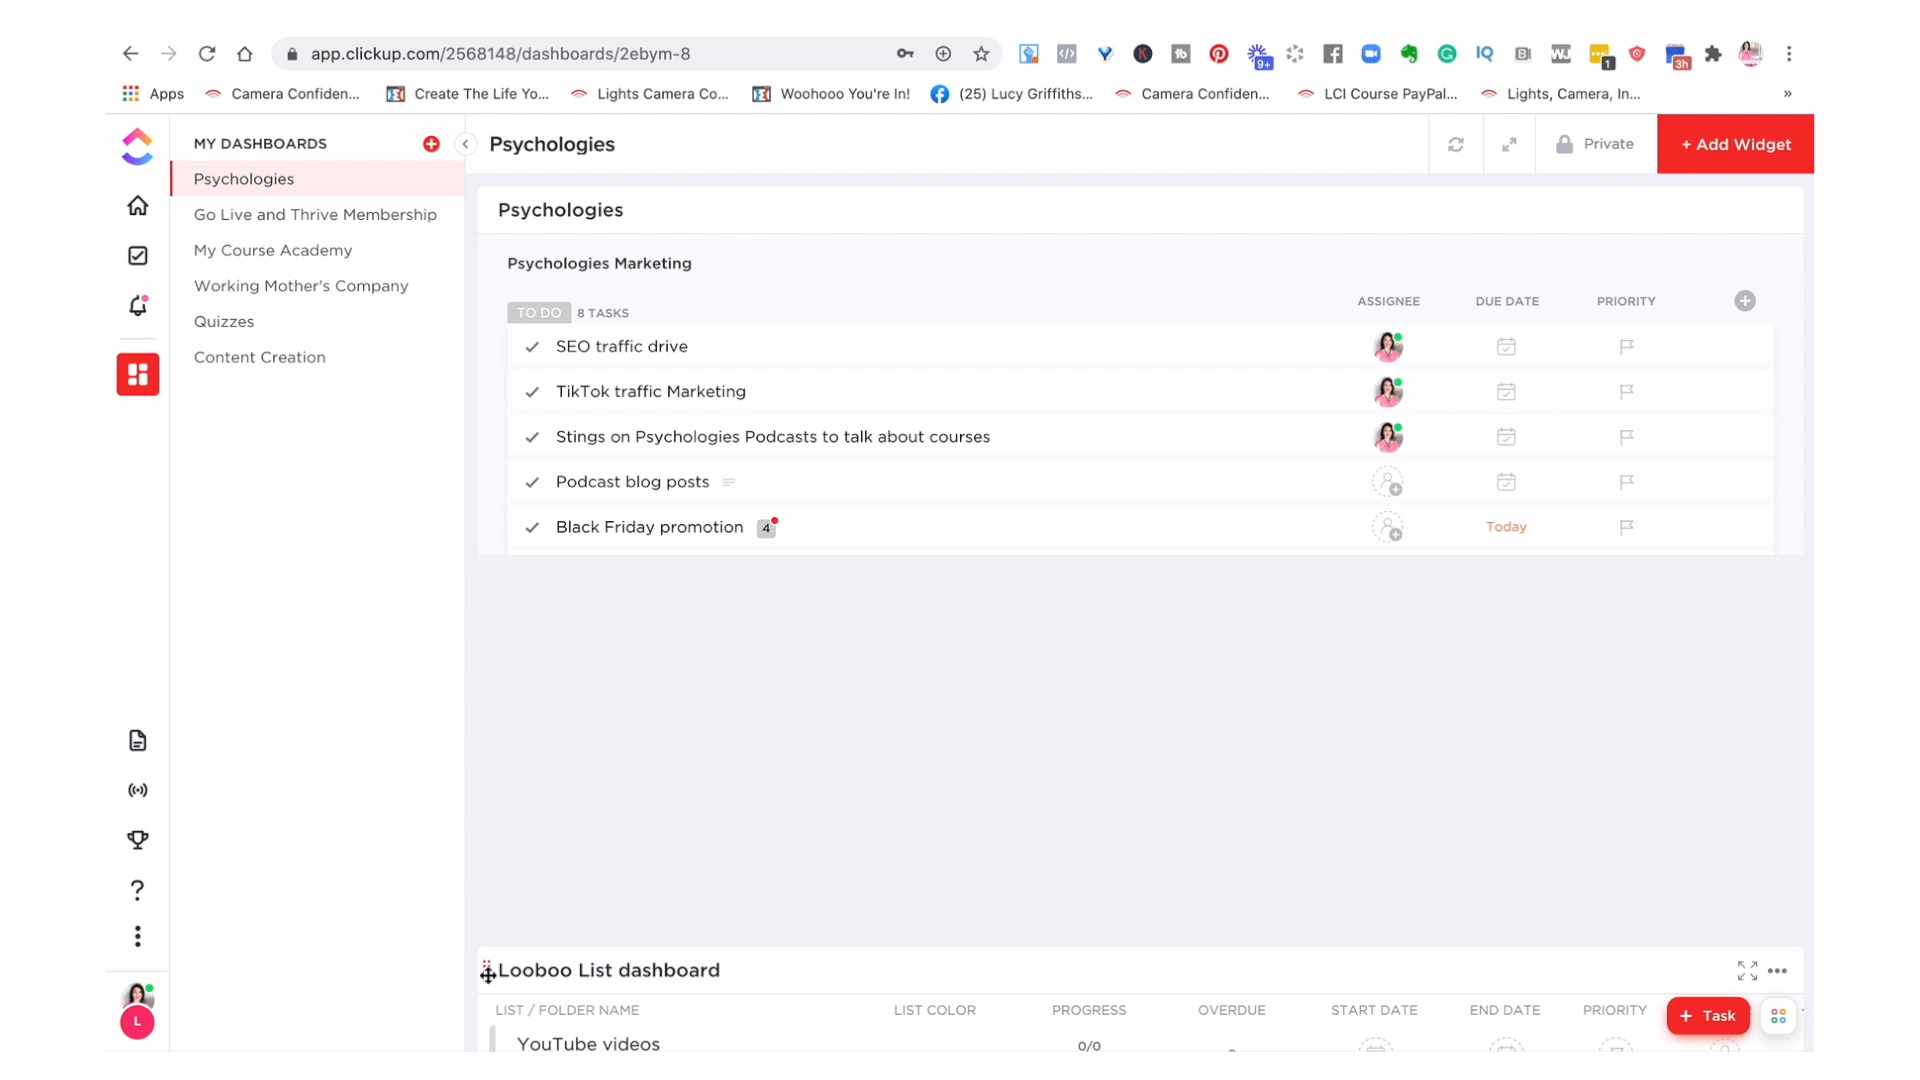 app.clickup.com/2568148/dashboards/2ebym-8
9+
1
3h
Apps
Camera Confiden...
Create The Life Yo...
Lights Camera Co...
Woohooo You're In!
(25) Lucy Griffiths...
Camera Confiden...
LCI Course PayPal...
Lights, Camera, In...
»
MY DASHBOARDS
Psychologies
Private
+ Add Widget
Psychologies
Go Live and Thrive Membership
My Course Academy
Working Mother's Company
Quizzes
Content Creation
Psychologies
Psychologies Marketing
TO DO 8 TASKS
ASSIGNEE DUE DATE PRIORITY
SEO traffic drive
TikTok traffic Marketing
Stings on Psychologies Podcasts to talk about courses
Podcast blog posts
Black Friday promotion 4 Today
Looboo List dashboard
LIST / FOLDER NAME LIST COLOR PROGRESS OVERDUE START DATE END DATE PRIORITY
+ Task
YouTube videos 0/0
L